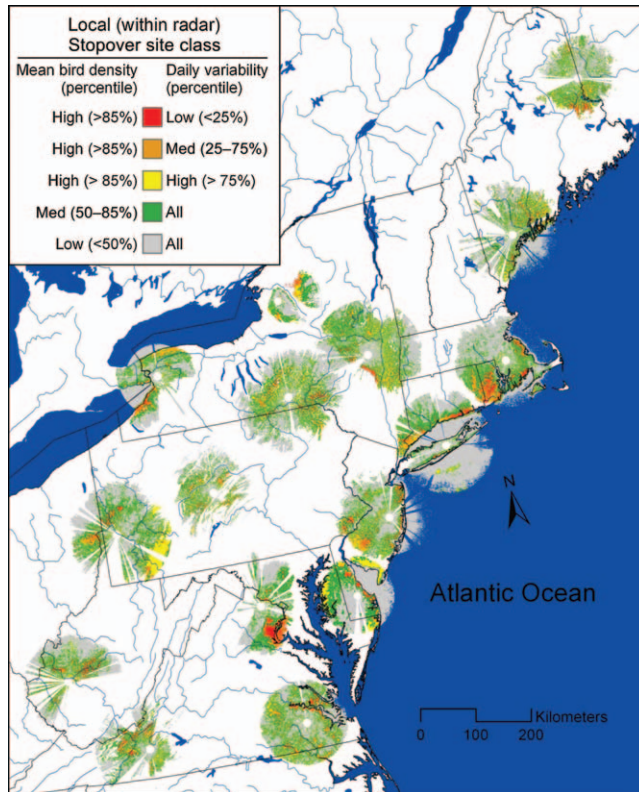 Local (within radar)
Stopover site class
Mean bird density Daily variability
(percentile) (percentile)
High (>85%) Low (<25%)
High (>85%) Med (25–75%)
High (> 85%) High (> 75%)
Med (50–85%) All
Low (<50%) All
N
Atlantic Ocean
Kilometers
0 100 200